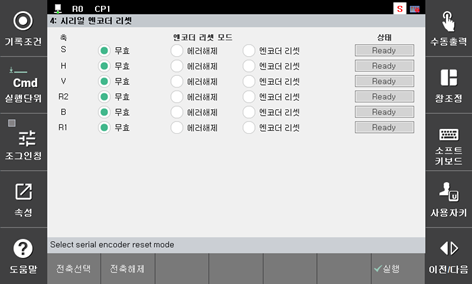 R0 CP1 S
4: 시리얼 엔코더 리셋
축 엔코더 리셋 모드 상태
S 무효 에러해제 엔코더 리셋 Ready
H 무효 에러해제 엔코더 리셋 Ready
V 무효 에러해제 엔코더 리셋 Ready
R2 무효 에러해제 엔코더 리셋 Ready
B 무효 에러해제 엔코더 리셋 Ready
R1 무효 에러해제 엔코더 리셋 Ready
Select serial encoder reset mode
전축선택 전축해제 실행
기록조건
Cmd
실행단위
조그인칭
속성
?
도움말
수동출력
창조정
소프트
키보드
U
사용자키
이전/다음